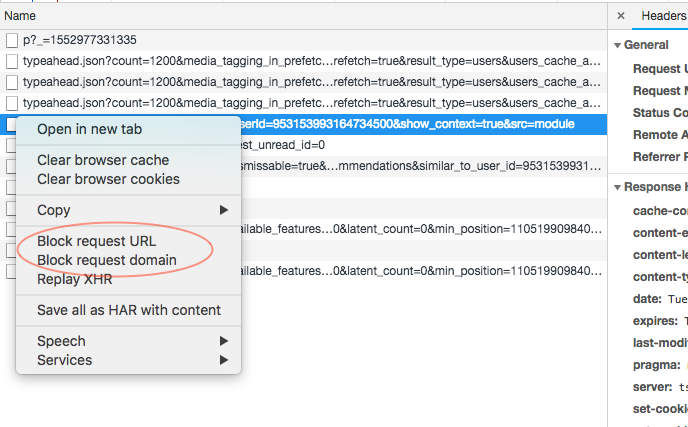 Name
p?_=1552977331335
typeahead.json?count=1200&media_tagging_in_prefetc…refetch=true&result_type=users&users_cache_a…
typeahead.json?count=1200&media_tagging_in_prefetc…refetch=true&result_type=users&users_cache_a…
typeahead.json?count=1200&media_tagging_in_prefetc…refetch=true&result_type=users&users_cache_a…
serId=953153993164734500&show_context=true&src=module
est_unread_id=0
smissable=true&…mmendations&similar_to_user_id=9531539931…
ailable_features…0&latent_count=0&min_position=110519909840…
ailable_features…0&latent_count=0&min_position=110519909840…
Open in new tab
Clear browser cache
Clear browser cookies
Copy
Block request URL
Block request domain
Replay XHR
Save all as HAR with content
Speech
Services
× Headers
General
Request U
Request M
Status Co
Remote A
Referrer P
Response H
cache-con
content-e
content-le
content-ty
date: Tue
expires: T
last-modif
pragma:
server: ts
set-cookie